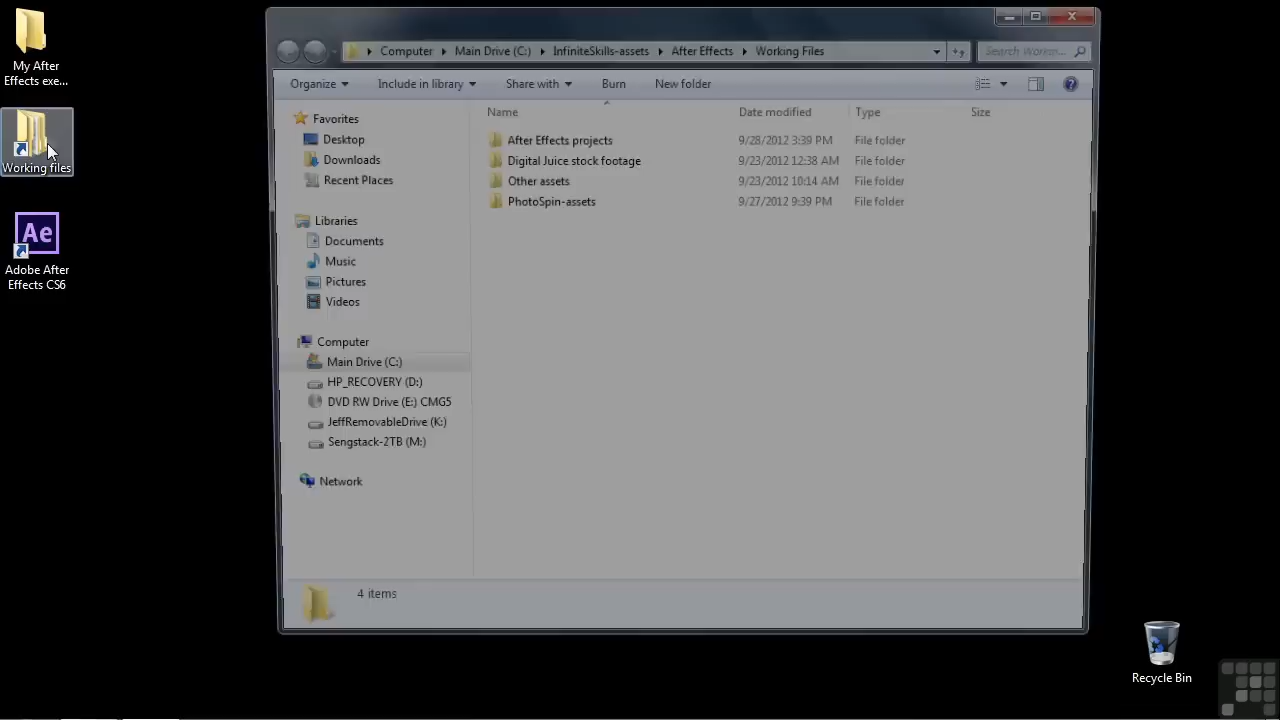 My After
Effects exe...
Working files
Ae
Adobe After
Effects CS6
Computer Main Drive (C:) InfiniteSkills-assets After Effects Working Files
Search Workin...
Organize Include in library Share with Burn New folder
Favorites
Desktop
Downloads
Recent Places
Libraries
Documents
Music
Pictures
Videos
Computer
Main Drive (C:)
HP_RECOVERY (D:)
DVD RW Drive (E:) CMG5
JeffRemovableDrive (K:)
Sengstack-2TB (M:)
Network
Name Date modified Type Size
After Effects projects 9/28/2012 3:39 PM File folder
Digital Juice stock footage 9/23/2012 12:38 AM File folder
Other assets 9/23/2012 10:14 AM File folder
PhotoSpin-assets 9/27/2012 9:39 PM File folder
4 items
Recycle Bin